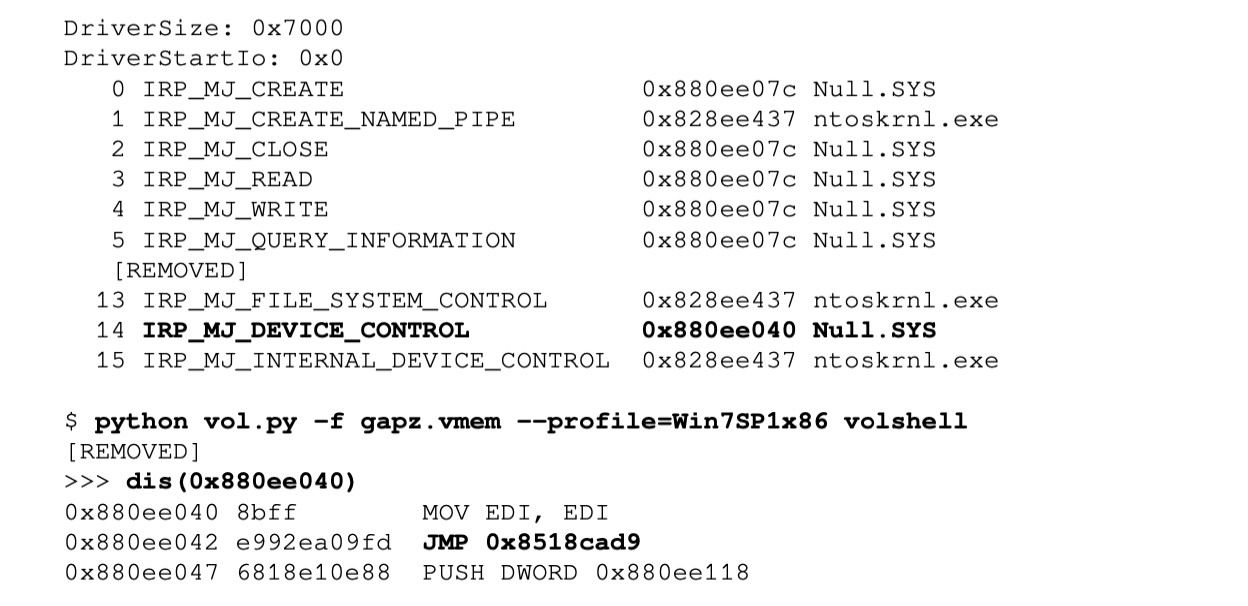 DriverSize: 0x7000
DriverStartIo: 0x0
0 IRP_MJ_CREATE 0x880ee07c Null.SYS
1 IRP_MJ_CREATE_NAMED_PIPE 0x828ee437 ntoskrnl.exe
2 IRP_MJ_CLOSE 0x880ee07c Null.SYS
3 IRP_MJ_READ 0x880ee07c Null.SYS
4 IRP_MJ_WRITE 0x880ee07c Null.SYS
5 IRP_MJ_QUERY_INFORMATION 0x880ee07c Null.SYS
[REMOVED]
13 IRP_MJ_FILE_SYSTEM_CONTROL 0x828ee437 ntoskrnl.exe
14 IRP_MJ_DEVICE_CONTROL 0x880ee040 Null.SYS
15 IRP_MJ_INTERNAL_DEVICE_CONTROL 0x828ee437 ntoskrnl.exe
$ python vol.py -f gapz.vmem --profile=Win7SP1x86 volshell
[REMOVED]
>>> dis(0x880ee040)
0x880ee040 8bff MOV EDI, EDI
0x880ee042 e992ea09fd JMP 0x8518cad9
0x880ee047 6818e10e88 PUSH DWORD 0x880ee118